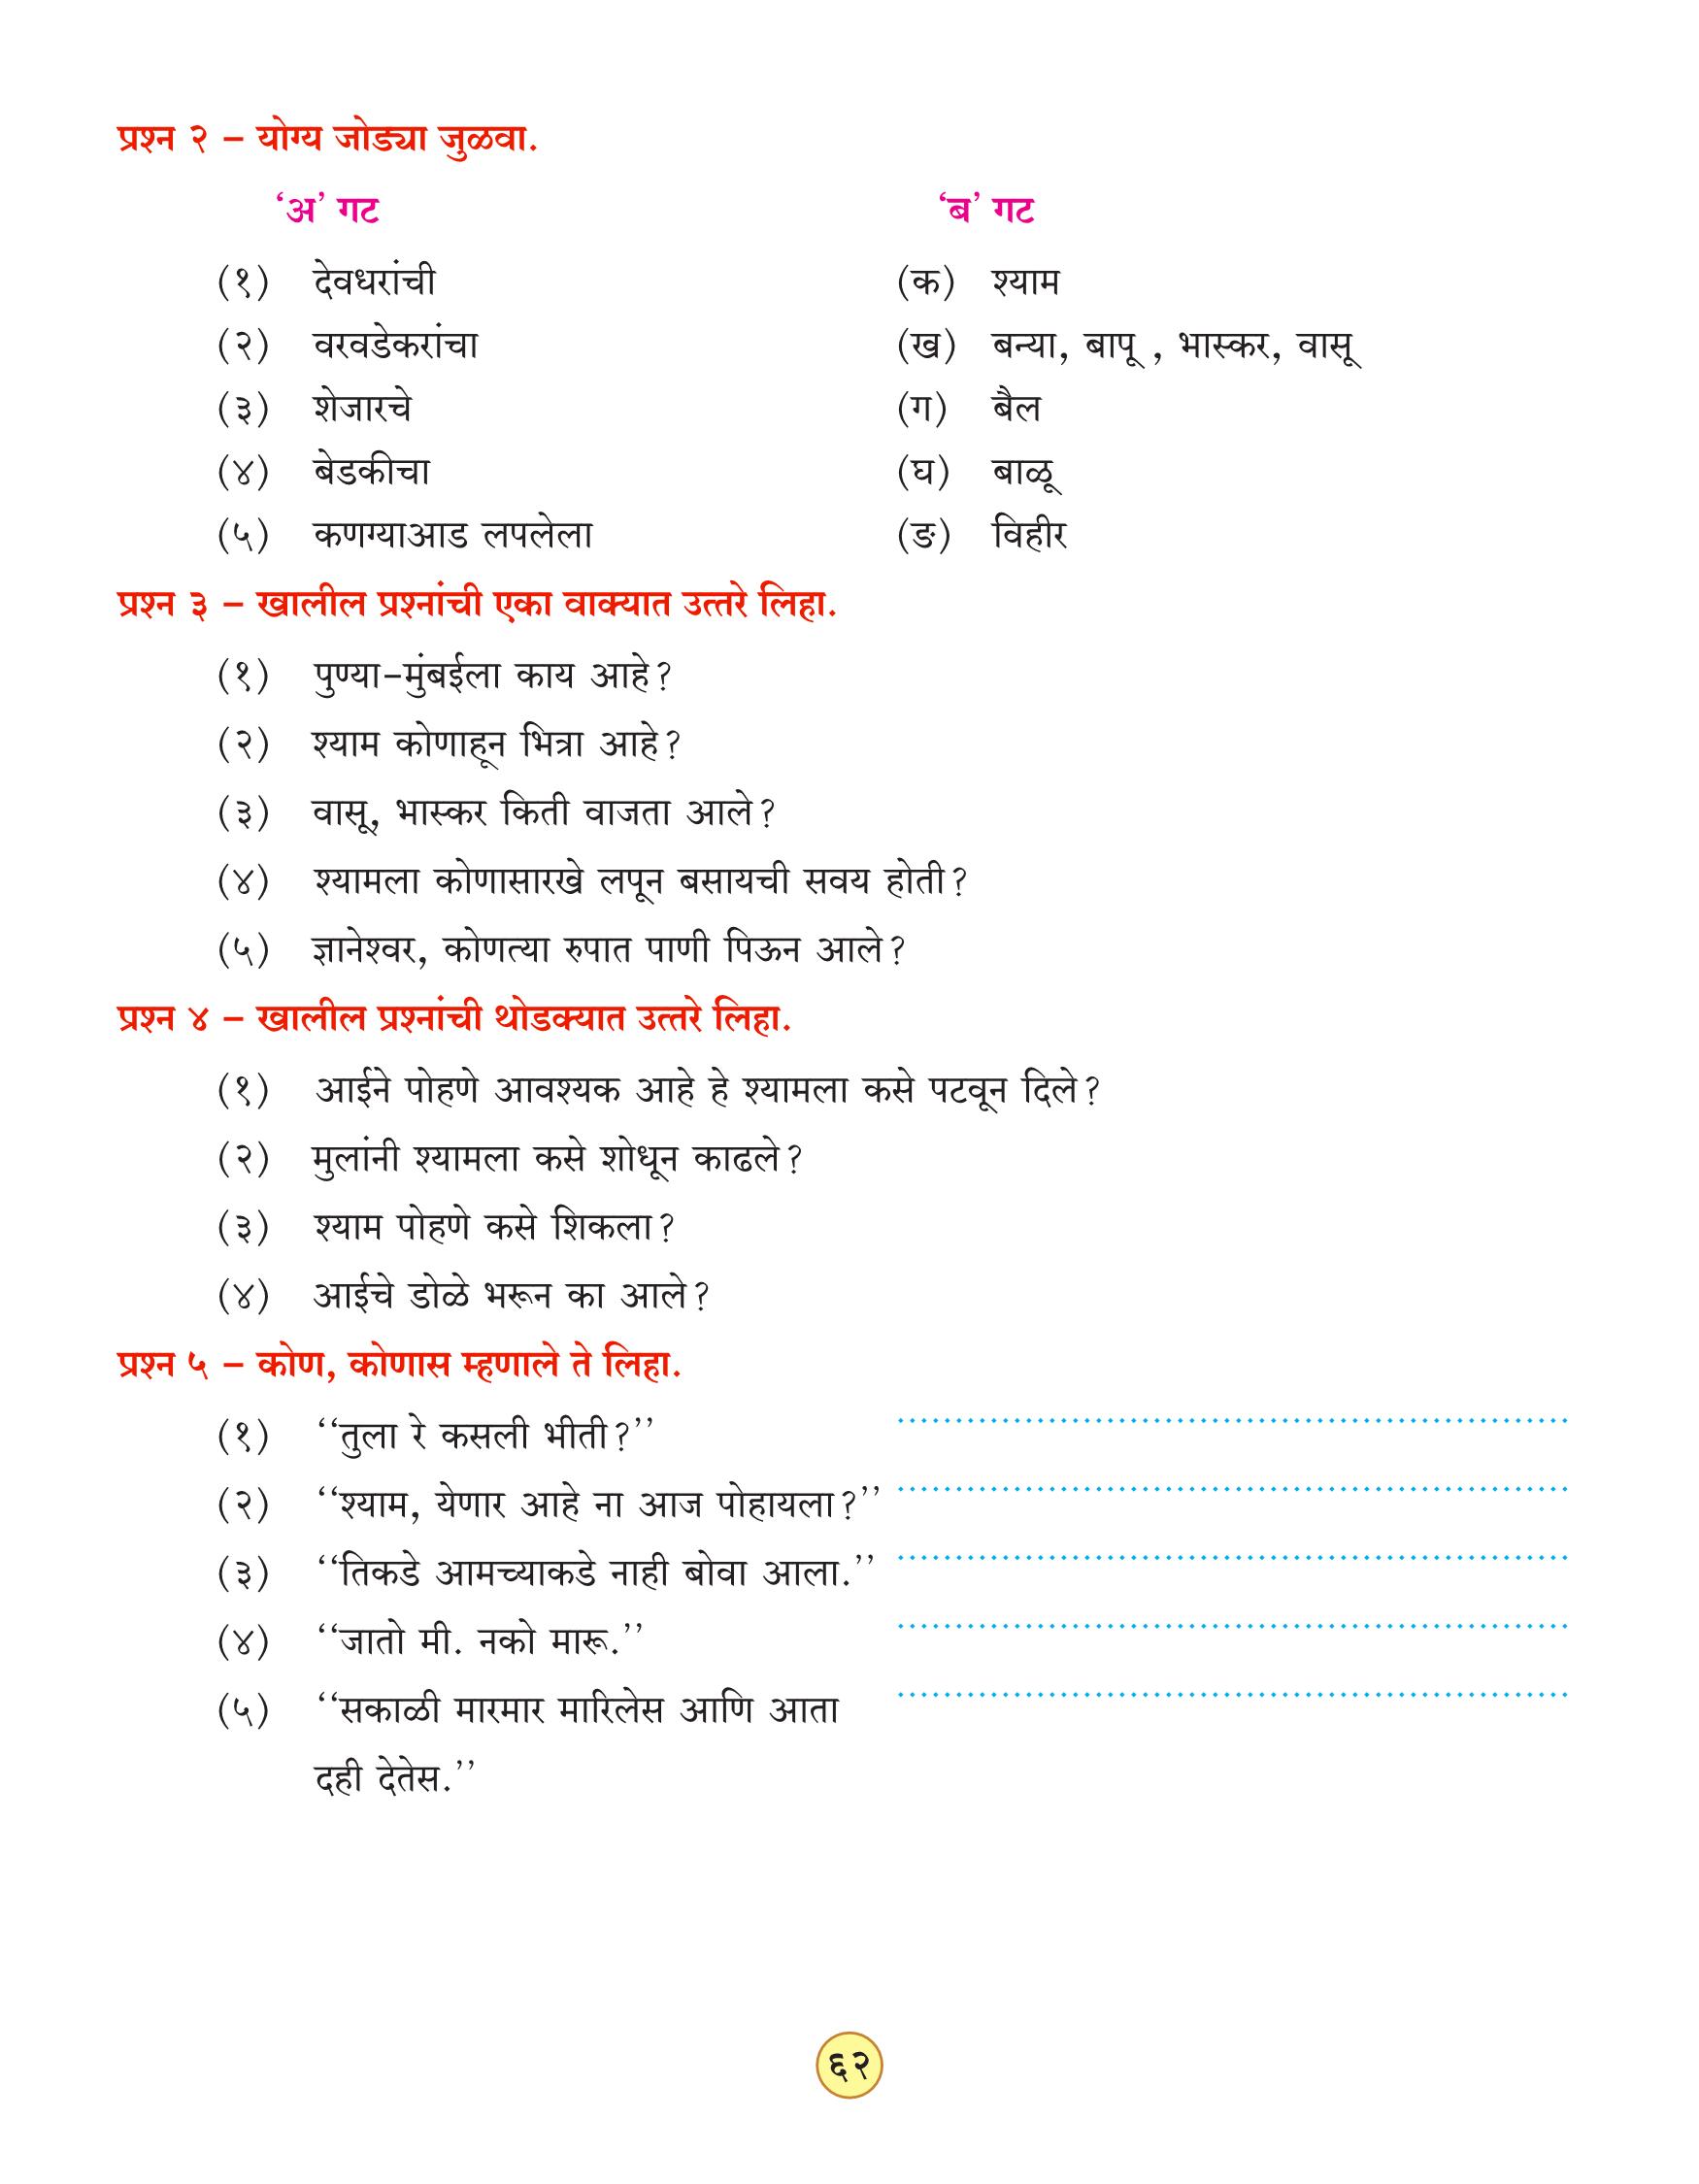 प्रश्न २ – योग्य जोड्या जुळवा.
‘अ’ गट ‘ब’ गट
(१) देवधरांची (क) श्याम
(२) वरवडेकरांचा (ख) बन्या, बापू , भास्कर, वासू
(३) शेजारचे (ग) बैल
(४) बेडकीचा (घ) बाळू
(५) कणग्याआड लपलेला (ङ) विहीर
प्रश्न ३ – खालील प्रश्नांची एका वाक्यात उत्तरे लिहा.
(१) पुण्या-मुंबईला काय आहे?
(२) श्याम कोणाहून भित्रा आहे?
(३) वासू, भास्कर किती वाजता आले?
(४) श्यामला कोणासारखे लपून बसायची सवय होती?
(५) ज्ञानेश्वर, कोणत्या रुपात पाणी पिऊन आले?
प्रश्न ४ – खालील प्रश्नांची थोडक्यात उत्तरे लिहा.
(१) आईने पोहणे आवश्यक आहे हे श्यामला कसे पटवून दिले?
(२) मुलांनी श्यामला कसे शोधून काढले?
(३) श्याम पोहणे कसे शिकला?
(४) आईचे डोळे भरून का आले?
प्रश्न ५ – कोण, कोणास म्हणाले ते लिहा.
(१) ‘‘तुला रे कसली भीती?’’ ..........................................................
(२) ‘‘श्याम, येणार आहे ना आज पोहायला?’’ ..........................................................
(३) ‘‘तिकडे आमच्याकडे नाही बोवा आला.’’ ..........................................................
(४) ‘‘जातो मी. नको मारू.’’ ..........................................................
(५) ‘‘सकाळी मारमार मारिलेस आणि आता ..........................................................
दही देतेस.’’
६२